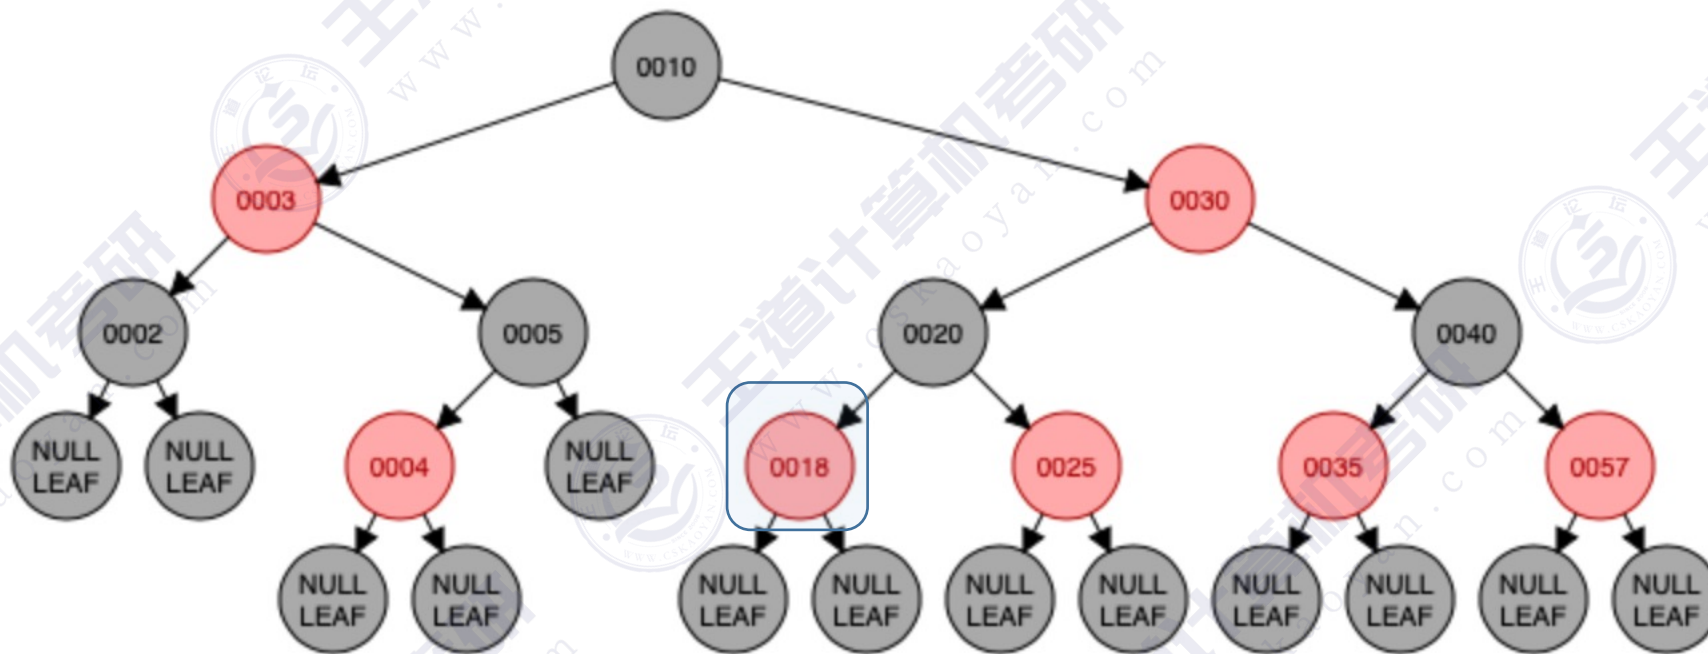 0010
0003
0030
0002
0005
0020
0040
NULL
LEAF
NULL
LEAF
0004
NULL
LEAF
0018
0025
0035
0057
NULL
LEAF
NULL
LEAF
NULL
LEAF
NULL
LEAF
NULL
LEAF
NULL
LEAF
NULL
LEAF
NULL
LEAF
NULL
LEAF
NULL
LEAF
王道计算机考研
www.cskaoyan.com